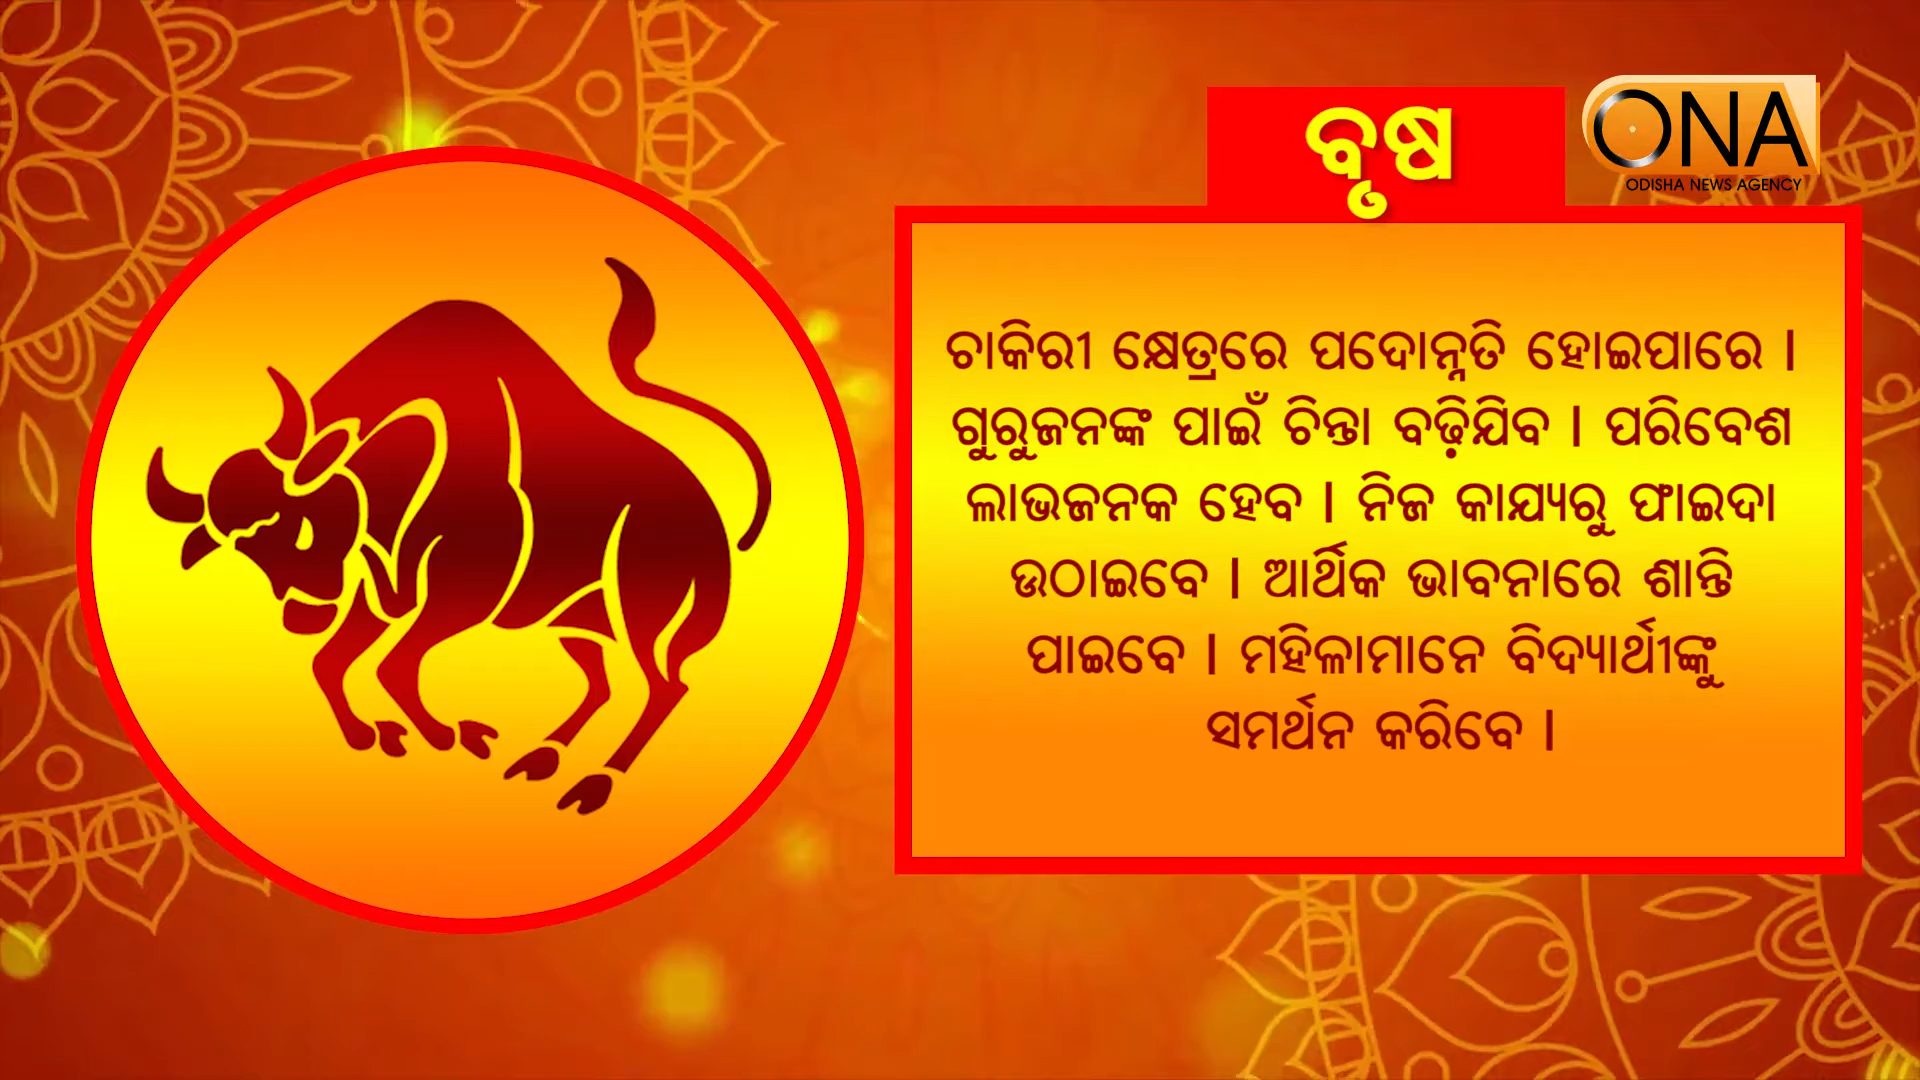 ବୃଷ
ONA
ODISHA NEWS AGENCY
ଚାକିରୀ କ୍ଷେତ୍ରରେ ପଦୋନ୍ନତି ହୋଇପାରେ |
ଗୁରୁଜନଙ୍କ ପାଇଁ ଚିନ୍ତା ବଢ଼ିଯିବ | ପରିବେଶ
ଲାଭଜନକ ହେବ | ନିଜ କାଯ୍ୟରୁ ଫାଇଦା
ଉଠାଇବେ | ଆର୍ଥିକ ଭାବନାରେ ଶାନ୍ତି
ପାଇବେ | ମହିଳାମାନେ ବିଦ୍ୟାର୍ଥୀଙ୍କୁ
ସମର୍ଥନ କରିବେ |